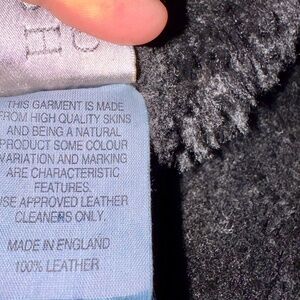 THIS GARMENT IS MADE
FROM HIGH QUALITY SKINS
AND BEING A NATURAL
PRODUCT SOME COLOUR
VARIATION AND MARKING
ARE CHARACTERISTIC
FEATURES.
USE APPROVED LEATHER
CLEANERS ONLY.
MADE IN ENGLAND
100% LEATHER